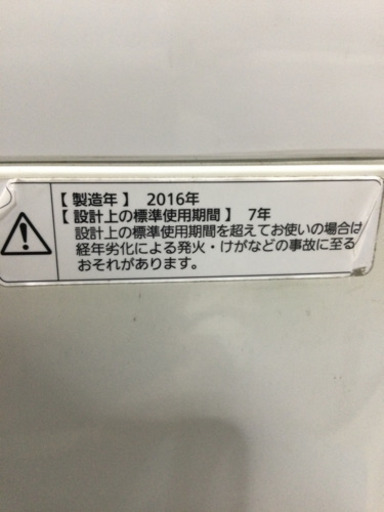 【 製造年 】 2016年
【 設計上の標準使用期間 】 7年
設計上の標準使用期間を超えてお使いの場合は
経年劣化による発火・けがなどの事故に至る
おそれがあります。